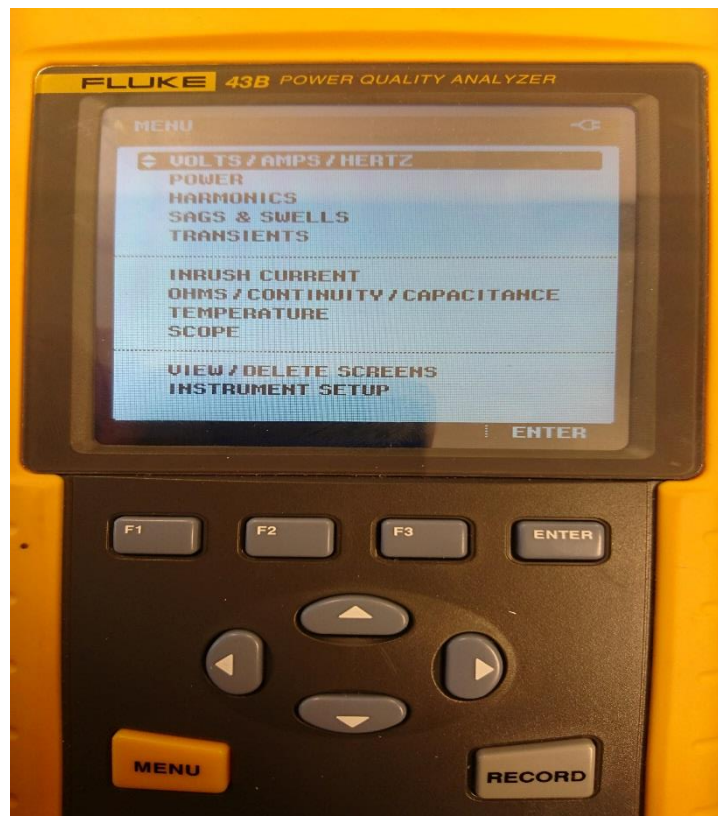 FLUKE 43B POWER QUALITY ANALYZER
MENU
VOLTS / AMPS / HERTZ
POWER
HARMONICS
SAGS & SWELLS
TRANSIENTS
INRUSH CURRENT
OHMS / CONTINUITY / CAPACITANCE
TEMPERATURE
SCOPE
VIEW / DELETE SCREENS
INSTRUMENT SETUP
ENTER
F1 F2 F3 ENTER
MENU RECORD